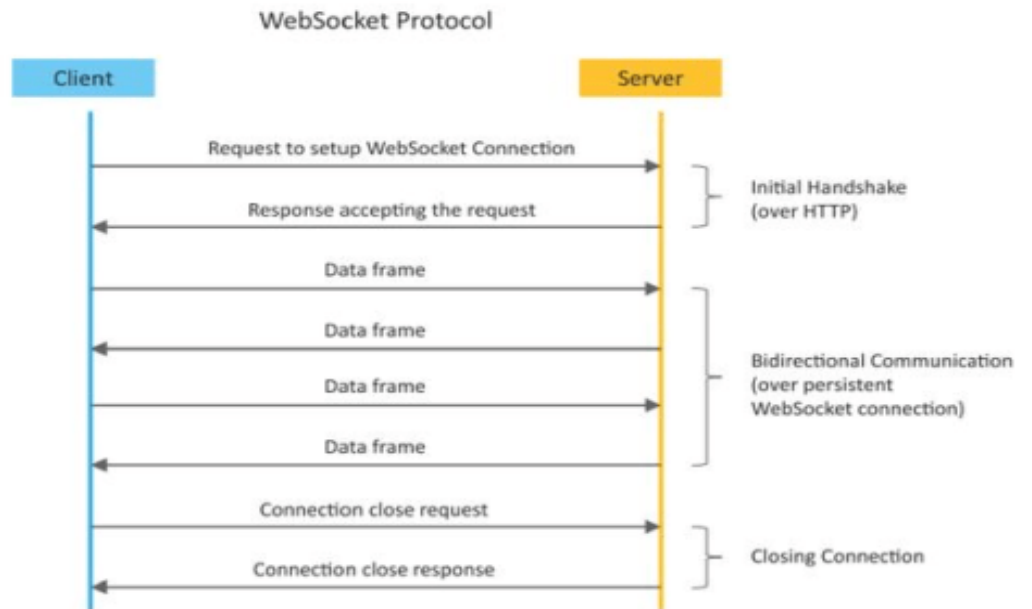 WebSocket Protocol
Client
Server
Request to setup WebSocket Connection
Response accepting the request
Initial Handshake
(over HTTP)
Data frame
Data frame
Data frame
Data frame
Bidirectional Communication
(over persistent
WebSocket connection)
Connection close request
Connection close response
Closing Connection